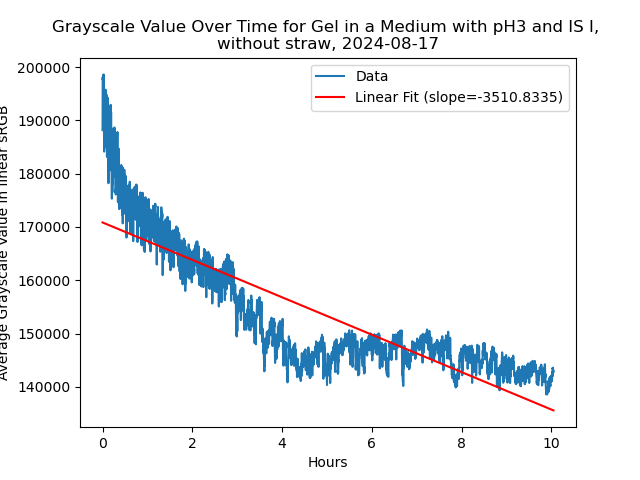 Grayscale Value Over Time for Gel in a Medium with pH3 and IS I,
without straw, 2024-08-17
Average Grayscale Value in linear sRGB
200000
190000
180000
170000
160000
150000
140000
Data
Linear Fit (slope=-3510.8335)
0 2 4 6 8 10
Hours